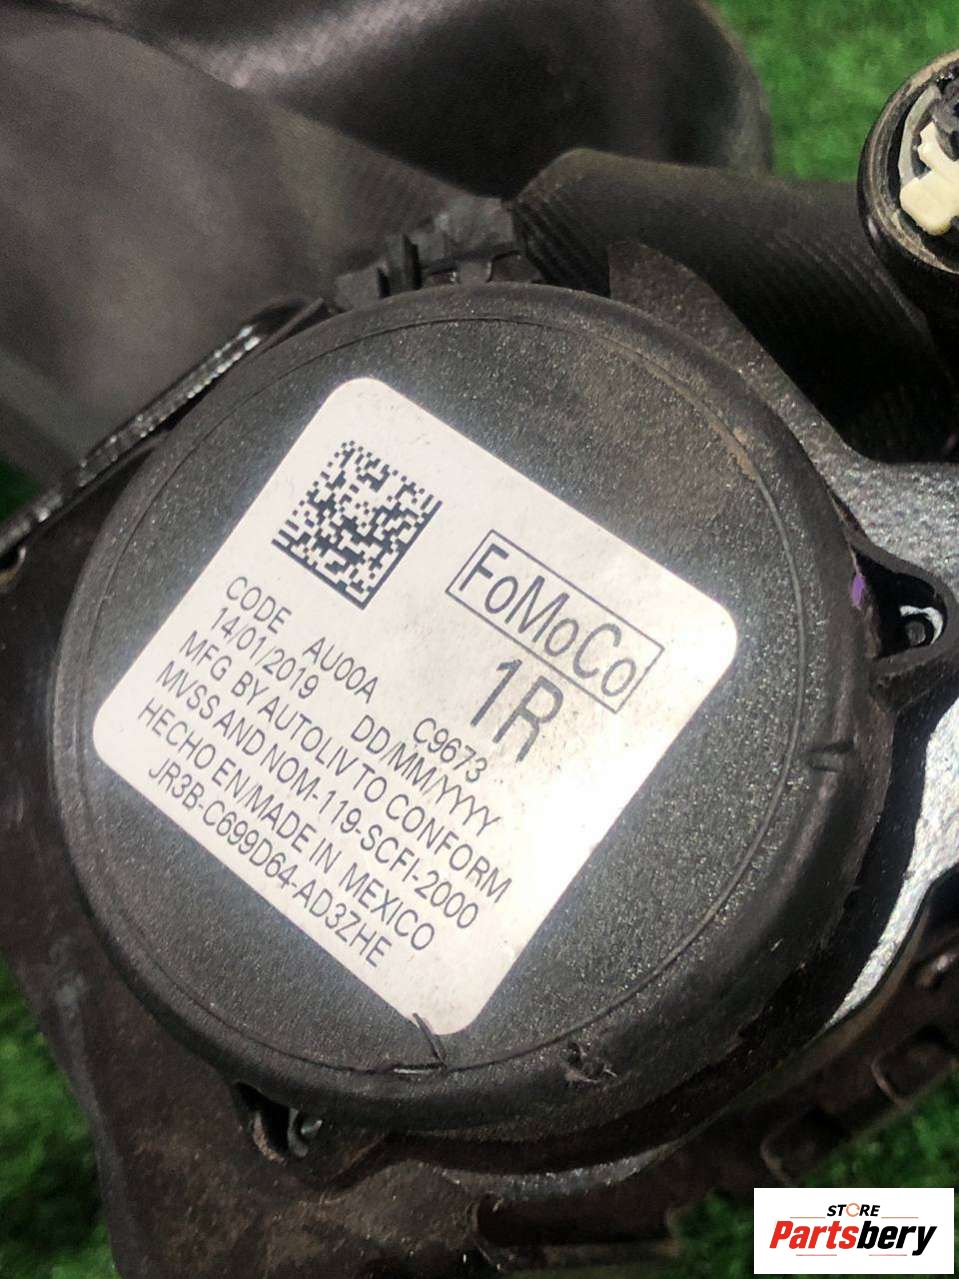 FoMoCo
1R
CODE AU00A C9673
14/01/2019 DD/MM/YYYY
MFG BY AUTOLIV TO CONFORM
MVSS AND NOM-119-SCFI-2000
HECHO EN/MADE IN MEXICO
JR3B-C699D64-AD3ZHE
STORE
Partsbery